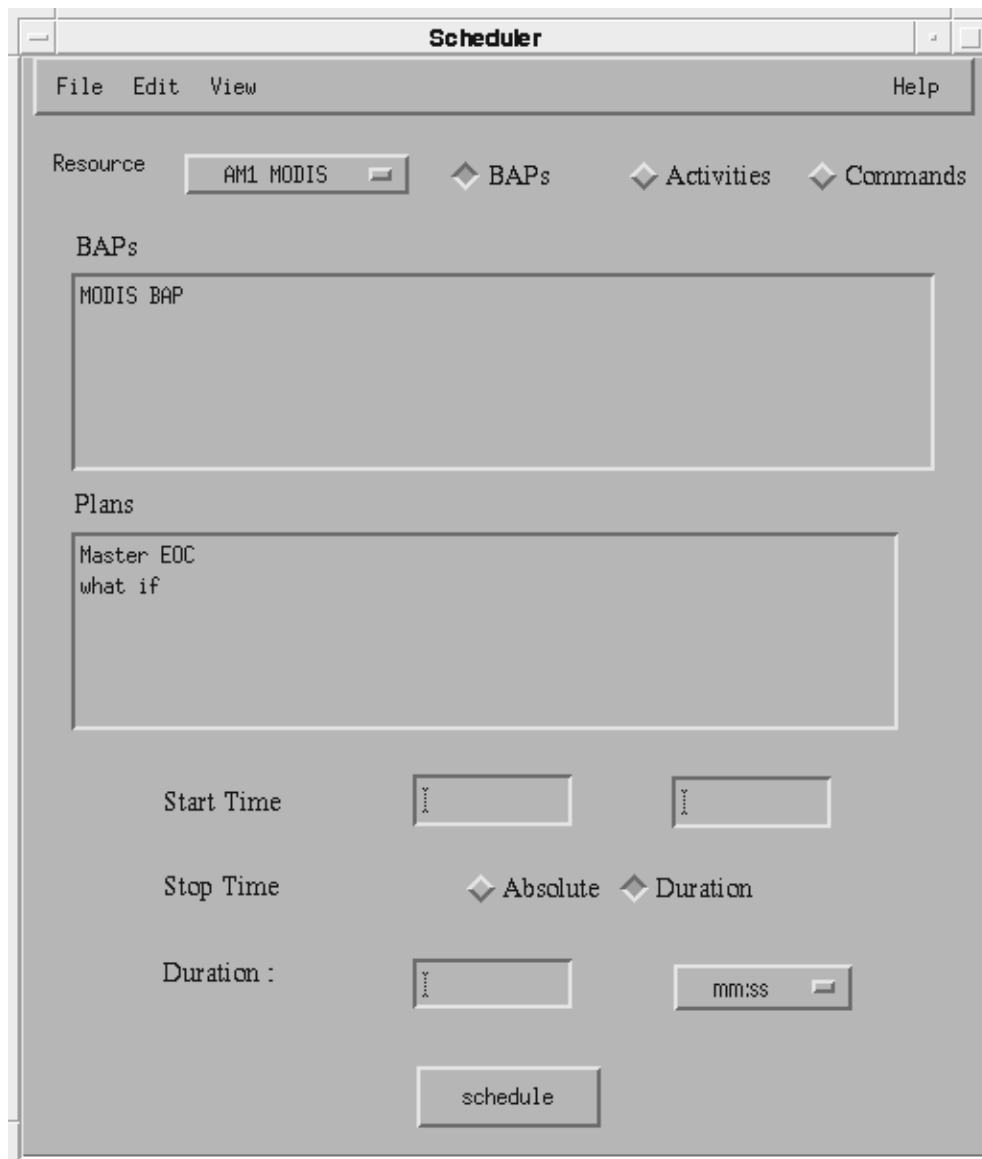 Scheduler
File Edit View Help
Resource AM1 MODIS BAPs Activities Commands
BAPs
MODIS BAP
Plans
Master EOC
what if
Start Time
Stop Time Absolute Duration
Duration : mm:ss
schedule